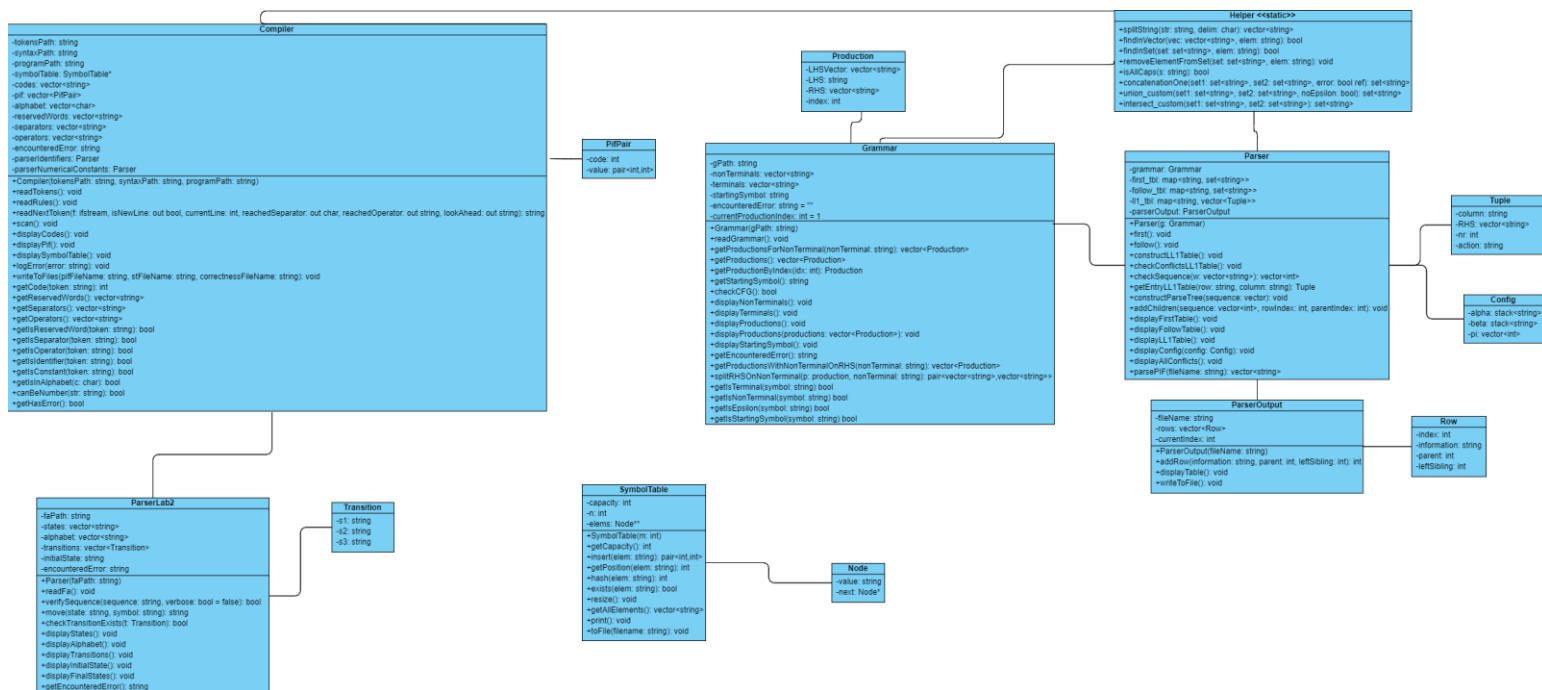 Compiler
-tokensPath: string
-syntaxPath: string
-programPath: string
-symbolTable: SymbolTable*
-codes: vector<string>
-pif: vector<PifPair>
-alphabet: vector<char>
-reservedWords: vector<string>
-separators: vector<string>
-operators: vector<string>
-encounteredError: string
-parserIdentifiers: Parser
-parserNumericalConstants: Parser
+Compiler(tokensPath: string, syntaxPath: string, programPath: string)
+readTokens(): void
+readRules(): void
+readNextToken(f: ifstream, isNewLine: out bool, currentLine: int, reachedSeparator: out char, reachedOperator: out string, lookAhead: out string): string
+scan(): void
+displayCodes(): void
+displayPif(): void
+displaySymbolTable(): void
+logError(error: string): void
+writeToFiles(pifFileName: string, stFileName: string, correctnessFileName: string): void
+getCode(token: string): int
+getReservedWords(): vector<string>
+getSeparators(): vector<string>
+getOperators(): vector<string>
+getIsReservedWord(token: string): bool
+getIsSeparator(token: string): bool
+getIsOperator(token: string): bool
+getIsIdentifier(token: string): bool
+getIsConstant(token: string): bool
+getIsInAlphabet(c: char): bool
+canBeNumber(str: string): bool
+getHasError(): bool
PifPair
-code: int
-value: pair<int,int>
Production
-LHSVector: vector<string>
-LHS: string
-RHS: vector<string>
-index: int
Helper <<static>>
+splitString(str: string, delim: char): vector<string>
+findInVector(vec: vector<string>, elem: string): bool
+findInSet(set: set<string>, elem: string): bool
+removeElementFromSet(set: set<string>, elem: string): void
+isAllCaps(s: string): bool
+concatenationOne(set1: set<string>, set2: set<string>, error: bool ref): set<string>
+union_custom(set1: set<string>, set2: set<string>, noEpsilon: bool): set<string>
+intersect_custom(set1: set<string>, set2: set<string>): set<string>
Grammar
-gPath: string
-nonTerminals: vector<string>
-terminals: vector<string>
-startingSymbol: string
-encounteredError: string = ""
-currentProductionIndex: int = 1
+Grammar(gPath: string)
+readGrammar(): void
+getProductionsForNonTerminal(nonTerminal: string): vector<Production>
+getProductions(): vector<Production>
+getProductionByIndex(idx: int): Production
+getStartingSymbol(): string
+checkCFG(): bool
+displayNonTerminals(): void
+displayTerminals(): void
+displayProductions(): void
+displayProductions(productions: vector<Production>): void
+displayStartingSymbol(): void
+getEncounteredError(): string
+getProductionsWithNonTerminalOnRHS(nonTerminal: string): vector<Production>
+splitRHSOnNonTerminal(p: production, nonTerminal: string): pair<vector<string>,vector<string>>
+getIsTerminal(symbol: string) bool
+getIsNonTerminal(symbol: string) bool
+getIsEpsilon(symbol: string) bool
+getIsStartingSymbol(symbol: string) bool
Parser
-grammar: Grammar
-first_tbl: map<string, set<string>>
-follow_tbl: map<string, set<string>>
-ll1_tbl: map<string, vector<Tuple>>
-parserOutput: ParserOutput
+Parser(g: Grammar)
+first(): void
+follow(): void
+constructLL1Table(): void
+checkConflictsLL1Table(): void
+checkSequence(w: vector<string>): vector<int>
+getEntryLL1Table(row: string, column: string): Tuple
+constructParseTree(sequence: vector): void
+addChildren(sequence: vector<int>, rowIndex: int, parentIndex: int): void
+displayFirstTable(): void
+displayFollowTable(): void
+displayLL1Table(): void
+displayConfig(config: Config): void
+displayAllConflicts(): void
+parsePIF(fileName: string): vector<string>
Tuple
-column: string
-RHS: vector<string>
-nr: int
-action: string
Config
-alpha: stack<string>
-beta: stack<string>
-pi: vector<int>
ParserOutput
-fileName: string
-rows: vector<Row>
-currentIndex: int
+ParserOutput(fileName: string)
+addRow(information: string, parent: int, leftSibling: int): int
+displayTable(): void
+writeToFile(): void
Row
-index: int
-information: string
-parent: int
-leftSibling: int
ParserLab2
-faPath: string
-states: vector<string>
-alphabet: vector<string>
-transitions: vector<Transition>
-initialState: string
-encounteredError: string
+Parser(faPath: string)
+readFa(): void
+verifySequence(sequence: string, verbose: bool = false): bool
+move(state: string, symbol: string): string
+checkTransitionExists(t: Transition): bool
+displayStates(): void
+displayAlphabet(): void
+displayTransitions(): void
+displayInitialState(): void
+displayFinalStates(): void
+getEncounteredError(): string
Transition
-s1: string
-s2: string
-s3: string
SymbolTable
-capacity: int
-n: int
-elems: Node**
+SymbolTable(m: int)
+getCapacity(): int
+insert(elem: string): pair<int,int>
+getPosition(elem: string): int
+hash(elem: string): int
+exists(elem: string): bool
+resize(): void
+getAllElements(): vector<string>
+print(): void
+toFile(filename: string): void
Node
-value: string
-next: Node*